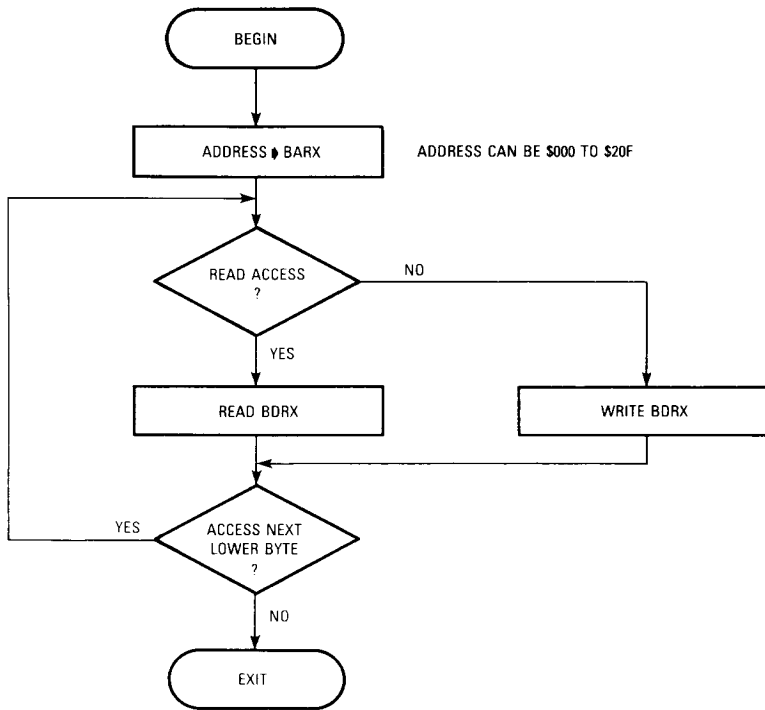 BEGIN
ADDRESS ➧ BARX
ADDRESS CAN BE $000 TO $20F
READ ACCESS
?
NO
YES
READ BDRX
WRITE BDRX
YES
ACCESS NEXT
LOWER BYTE
?
NO
EXIT